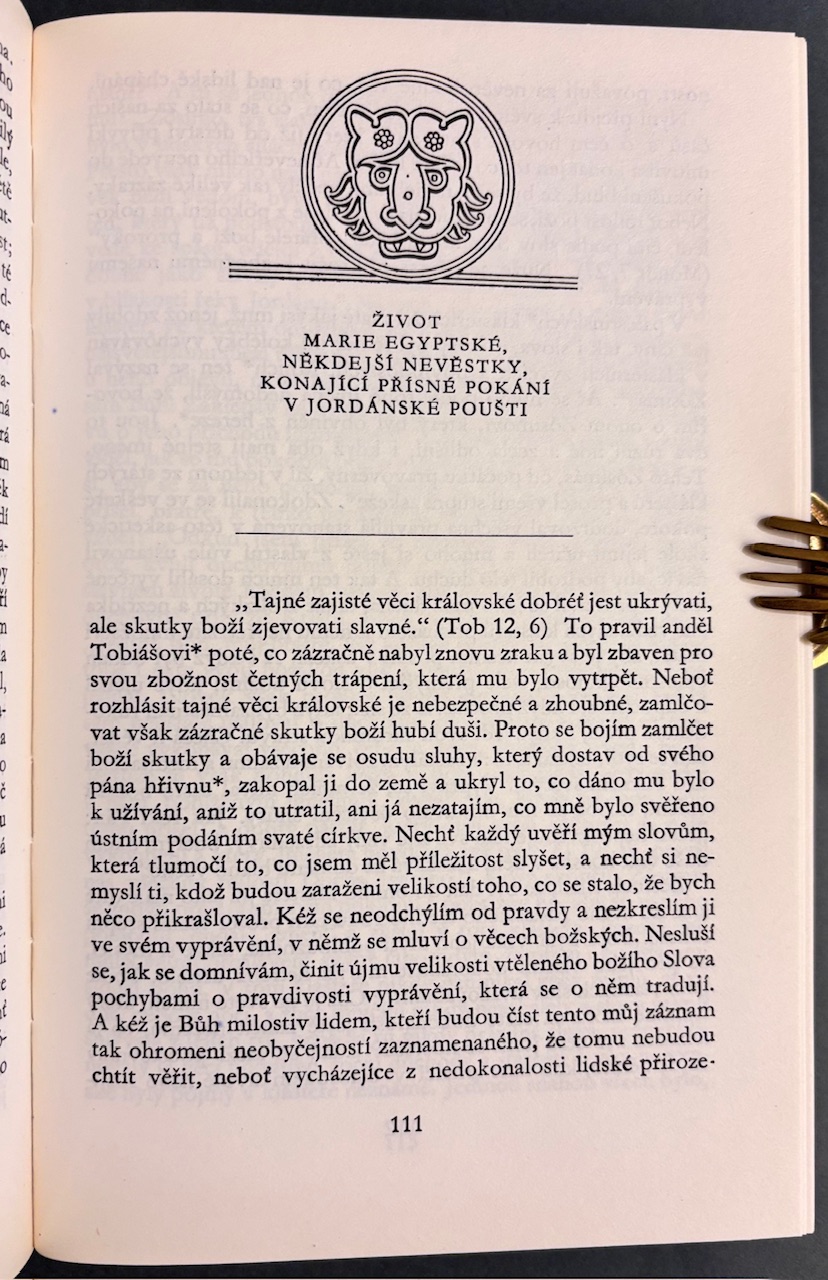 ŽIVOT
MARIE EGYPTSKÉ,
NĚKDEJŠÍ NEVĚSTKY,
KONAJÍCÍ PŘÍSNÉ POKÁNÍ
V JORDÁNSKÉ POUŠTI
„Tajné zajisté věci královské dobréť jest ukrývati,
ale skutky boží zjevovati slavné.“ (Tob 12, 6) To pravil anděl
Tobiášovi* poté, co zázračně nabyl znovu zraku a byl zbaven pro
svou zbožnost četných trápení, která mu bylo vytrpět. Neboť
rozhlásit tajné věci královské je nebezpečné a zhoubné, zamlčo-
vat však zázračné skutky boží hubí duši. Proto se bojím zamlčet
boží skutky a obávaje se osudu sluhy, který dostav od svého
pána hřivnu*, zakopal ji do země a ukryl to, co dáno mu bylo
k užívání, aniž to utratil, ani já nezatajím, co mně bylo svěřeno
ústním podáním svaté církve. Nechť každý uvěří mým slovům,
která tlumočí to, co jsem měl příležitost slyšet, a nechť si ne-
myslí ti, kdož budou zaraženi velikostí toho, co se stalo, že bych
něco přikrašloval. Kéž se neodchýlím od pravdy a nezkreslím ji
ve svém vyprávění, v němž se mluví o věcech božských. Nesluší
se, jak se domnívám, činit újmu velikosti vtěleného božího Slova
pochybami o pravdivosti vyprávění, která se o něm tradují.
A kéž je Bůh milostiv lidem, kteří budou číst tento můj záznam
tak ohromeni neobyčejností zaznamenaného, že tomu nebudou
chtít věřit, neboť vycházejíce z nedokonalosti lidské přiroze-
111